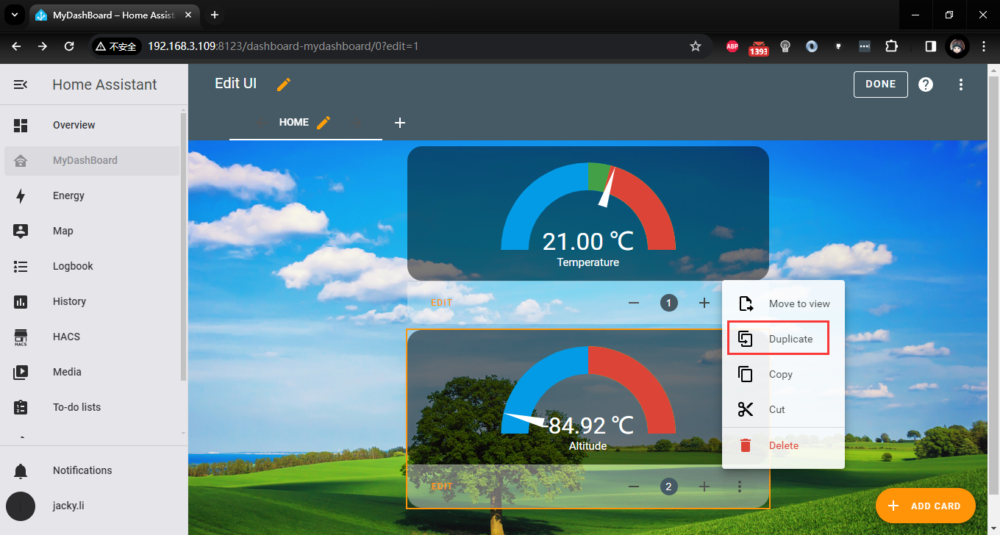 MyDashBoard – Home Assist
不安全
192.168.3.109:8123/dashboard-mydashboard/0?edit=1
ABP
1393
Home Assistant
Edit UI
DONE
Overview
HOME
MyDashBoard
Energy
Map
Logbook
History
HACS
HACS
Media
To-do lists
Notifications
jacky.li
21.00 ℃
Temperature
EDIT
1
-84.92 ℃
Altitude
EDIT
2
Move to view
Duplicate
Copy
Cut
Delete
ADD CARD